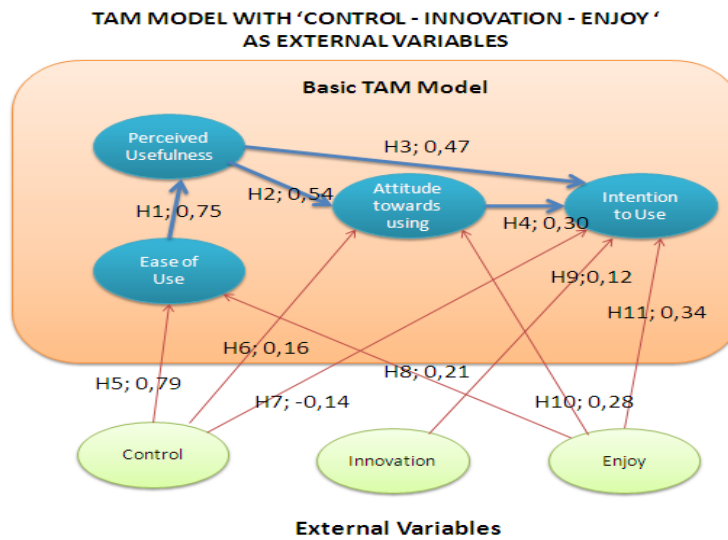 TAM MODEL WITH ‘CONTROL - INNOVATION - ENJOY ‘
AS EXTERNAL VARIABLES
Basic TAM Model
Perceived
Usefulness
H3; 0,47
H2; 0,54
Attitude
towards
using
Intention
to Use
H1; 0,75
H4; 0,30
Ease of
Use
H9;0,12
H11; 0,34
H6; 0,16
H5; 0,79
H8; 0,21
H7; -0,14
H10; 0,28
Control
Innovation
Enjoy
External Variables